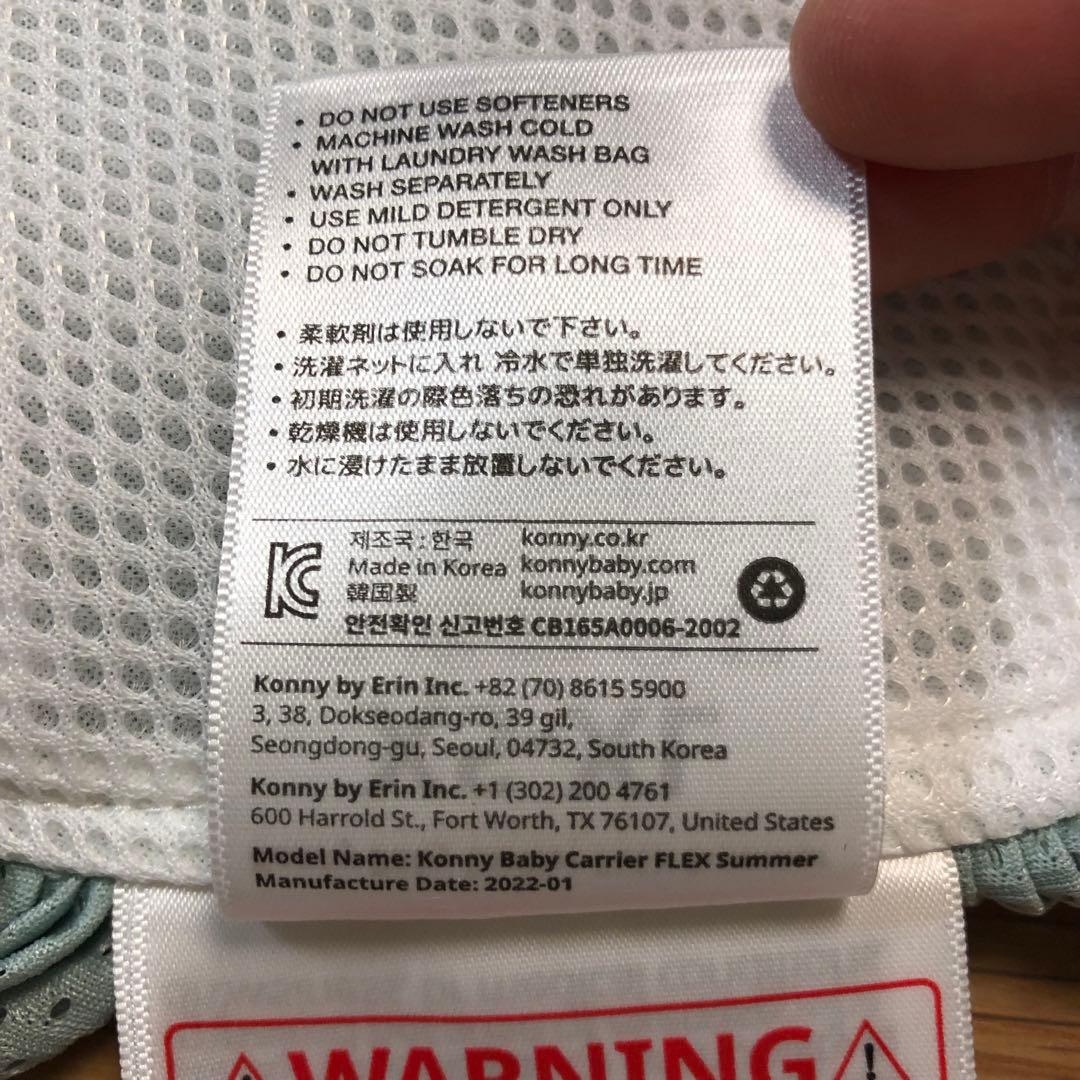 • DO NOT USE SOFTENERS
• MACHINE WASH COLD
WITH LAUNDRY WASH BAG
• WASH SEPARATELY
• USE MILD DETERGENT ONLY
• DO NOT TUMBLE DRY
• DO NOT SOAK FOR LONG TIME
• 柔軟剤は使用しないで下さい。
• 洗濯ネットに入れ 冷水で単独洗濯してください。
• 初期洗濯の際色落ちの恐れがあります。
• 乾燥機は使用しないでください。
• 水に浸けたまま放置しないでください。
제조국 : 한국 konny.co.kr
Made in Korea konnybaby.com
韓国製 konnybaby.jp
안전확인 신고번호 CB165A0006-2002
Konny by Erin Inc. +82 (70) 8615 5900
3, 38, Dokseodang-ro, 39 gil,
Seongdong-gu, Seoul, 04732, South Korea
Konny by Erin Inc. +1 (302) 200 4761
600 Harrold St., Fort Worth, TX 76107, United States
Model Name: Konny Baby Carrier FLEX Summer
Manufacture Date: 2022-01
WARNING